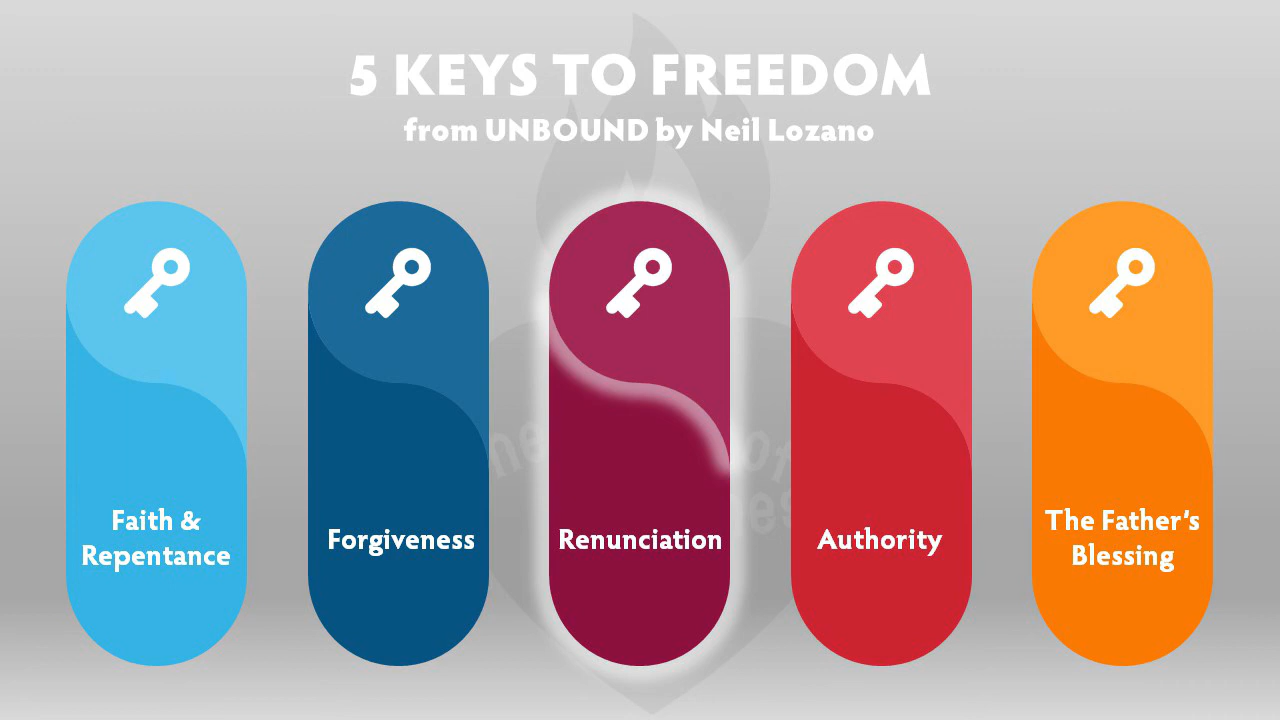 5 KEYS TO FREEDOM
from UNBOUND by Neil Lozano
Faith &
Repentance
Forgiveness
Renunciation
Authority
The Father's
Blessing